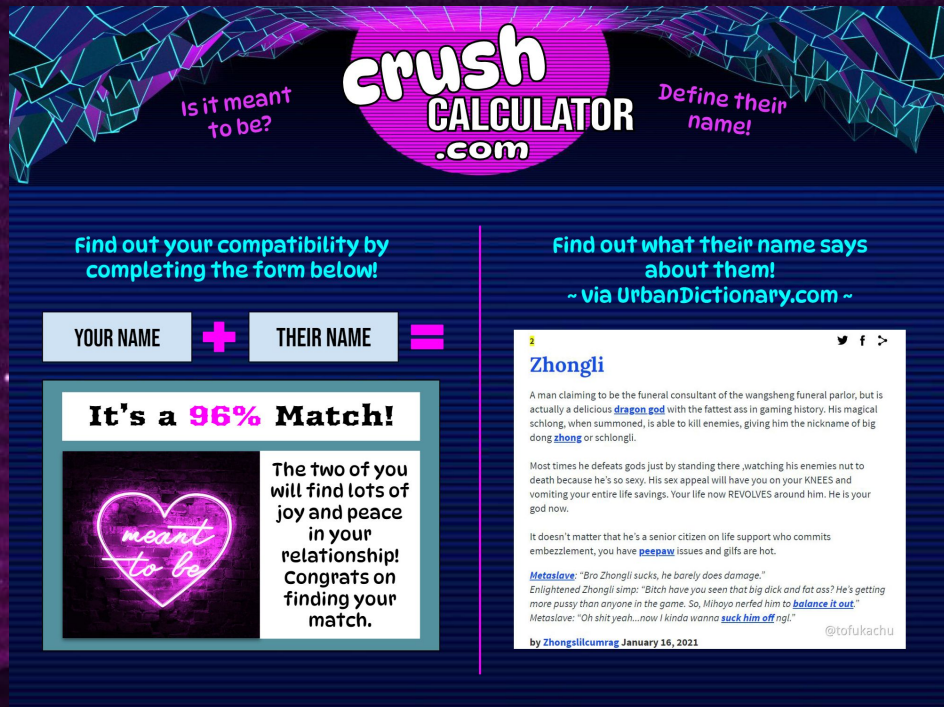 Is it meant
to be?
crush
CALCULATOR
.com
Define their
name!
Find out your compatibility by
completing the form below!
YOUR NAME + THEIR NAME =
It's a 96% Match!
meant
to be
The two of you
will find lots of
joy and peace
in your
relationship!
Congrats on
finding your
match.
Find out what their name says
about them!
~ via UrbanDictionary.com ~
2
Zhongli
A man claiming to be the funeral consultant of the wangsheng funeral parlor, but is
actually a delicious dragon god with the fattest ass in gaming history. His magical
schlong, when summoned, is able to kill enemies, giving him the nickname of big
dong zhong or schlongli.
Most times he defeats gods just by standing there ,watching his enemies nut to
death because he's so sexy. His sex appeal will have you on your KNEES and
vomiting your entire life savings. Your life now REVOLVES around him. He is your
god now.
It doesn't matter that he's a senior citizen on life support who commits
embezzlement, you have peepaw issues and gilfs are hot.
Metaslave: “Bro Zhongli sucks, he barely does damage.”
Enlightened Zhongli simp: “Bitch have you seen that big dick and fat ass? He's getting
more pussy than anyone in the game. So, Mihoyo nerfed him to balance it out.”
Metaslave: “Oh shit yeah...now I kinda wanna suck him off ngl.”
@tofukachu
by Zhongslilcumrag January 16, 2021